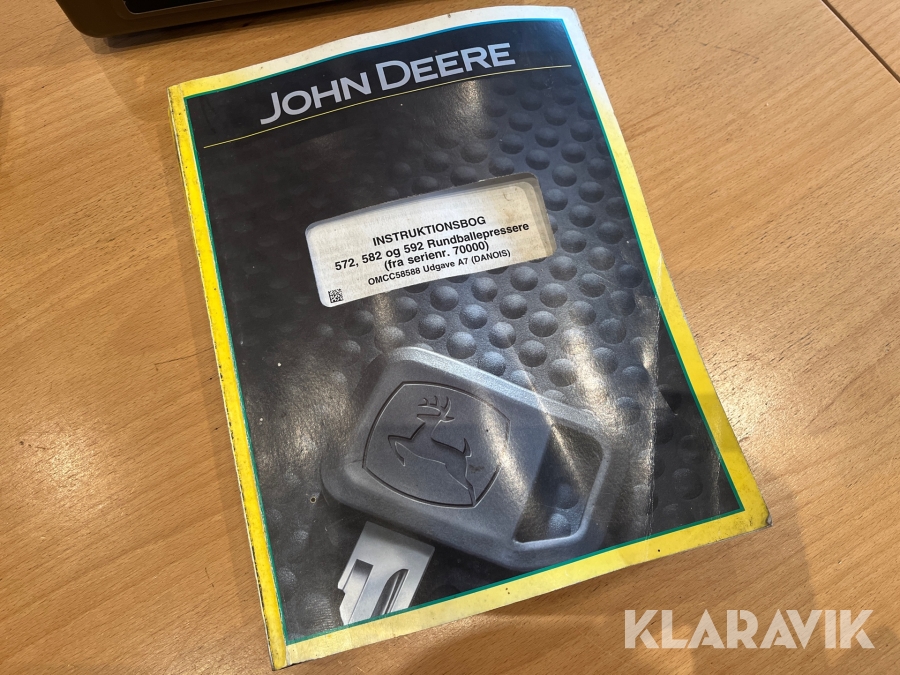 JOHN DEERE
INSTRUKTIONSBOG
572, 582 og 592 Rundballepressere
(fra serienr. 70000)
OMCC58588 Udgave A7 (DANOIS)
KLARAVIK